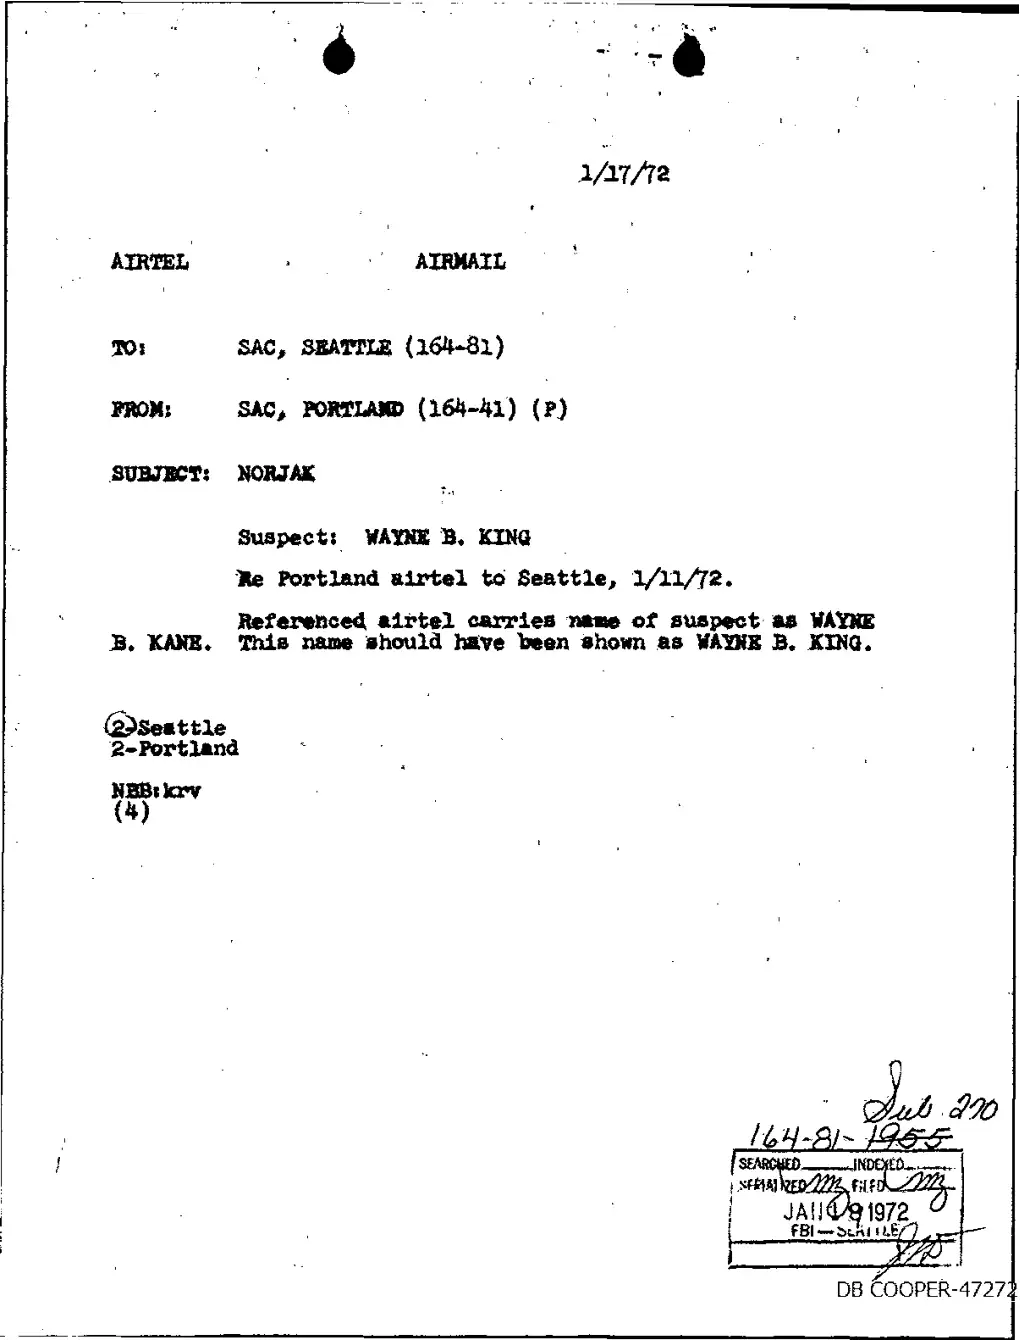 1/17/72
AIRTEL AIRMAIL
TO: SAC, SEATTLE (164-81)
FROM: SAC, PORTLAND (164-41) (P)
SUBJECT: NORJAK
Suspect: WAYNE B. KING
Re Portland airtel to Seattle, 1/11/72.
Referenced airtel carries name of suspect as WAYNE
B. KANE. This name should have been shown as WAYNE B. KING.
2-Seattle
2-Portland
NBB:krv
(4)
Sub 270
164-81-1955
SEARCHED INDEXED
SERIALIZED FILED
1972
FBI—SEATTLE
DB COOPER-47272